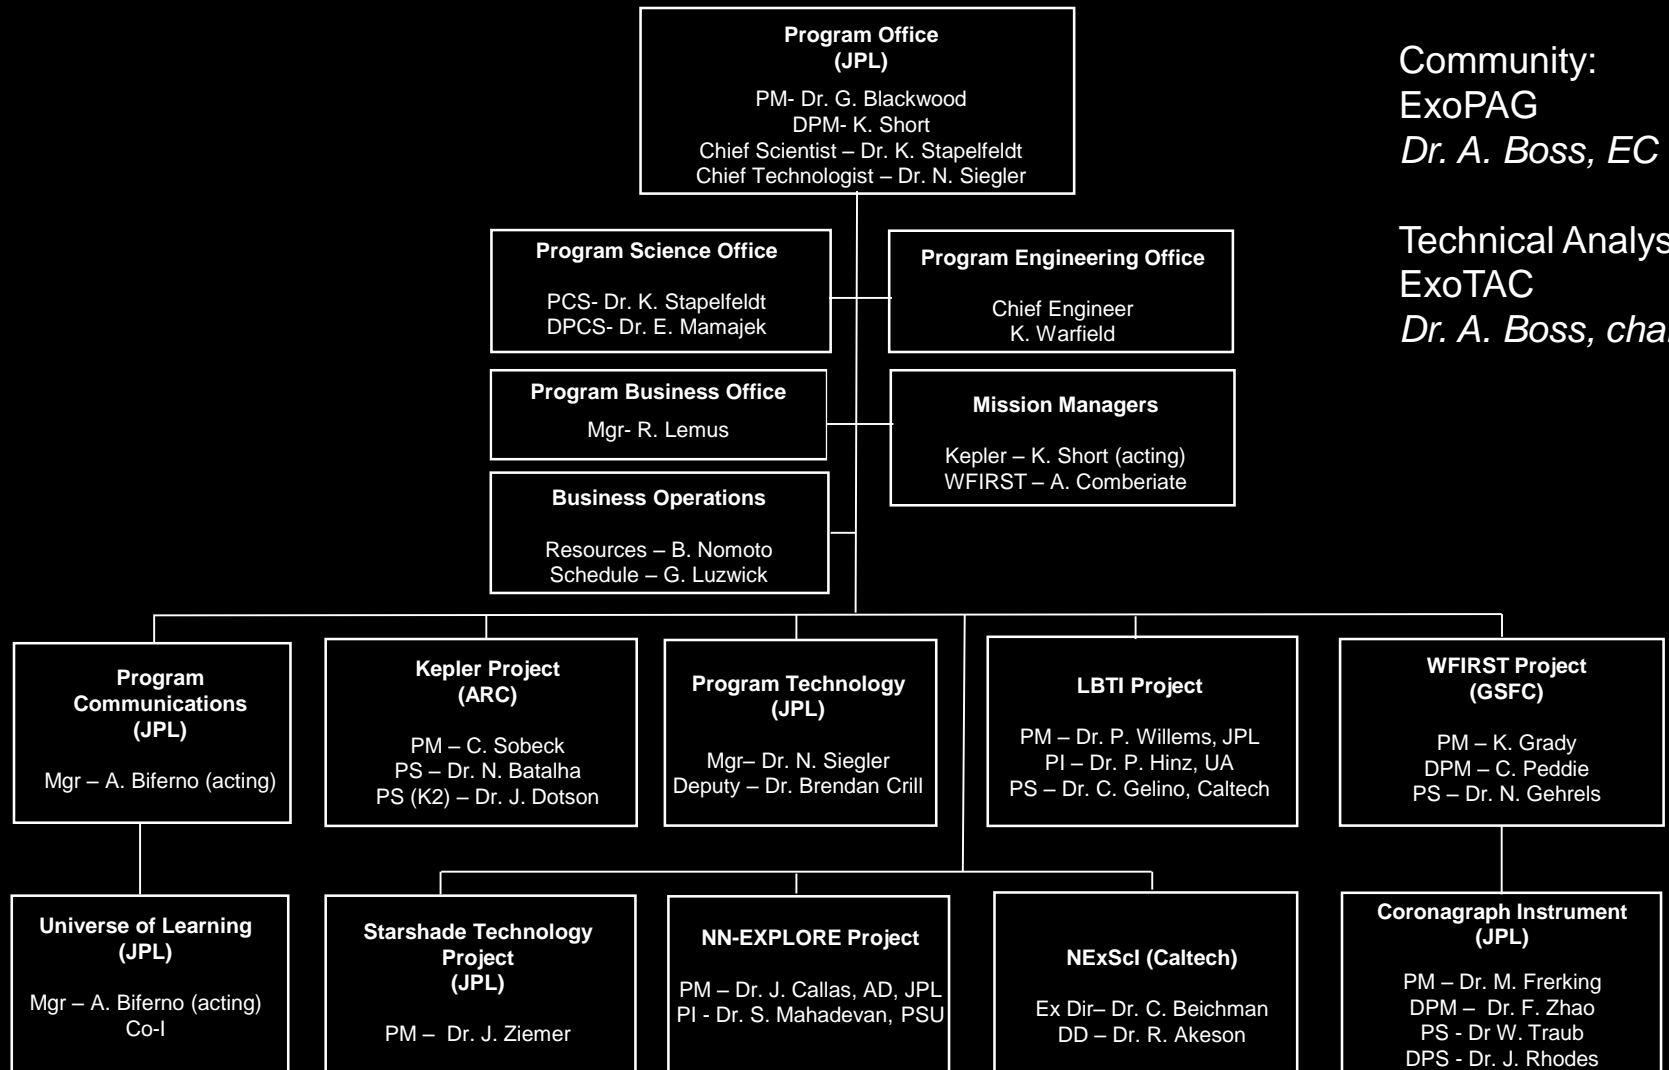 Program Office
(JPL)
PM- Dr. G. Blackwood
DPM- K. Short
Chief Scientist – Dr. K. Stapelfeldt
Chief Technologist – Dr. N. Siegler
Community:
ExoPAG
Dr. A. Boss, EC
Technical
ExoTAC
Dr. A. Boss,
Program Science Office
PCS- Dr. K. Stapelfeldt
DPCS- Dr. E. Mamajek
Program Engineering Office
Chief Engineer
K. Warfield
Program Business Office
Mgr- R. Lemus
Mission Managers
Kepler – K. Short (acting)
WFIRST – A. Comberiate
Business Operations
Resources – B. Nomoto
Schedule – G. Luzwick
Program
Communications
(JPL)
Mgr – A. Biferno (acting)
Kepler Project
(ARC)
PM – C. Sobeck
PS – Dr. N. Batalha
PS (K2) – Dr. J. Dotson
Program Technology
(JPL)
Mgr– Dr. N. Siegler
Deputy – Dr. Brendan Crill
LBTI Project
PM – Dr. P. Willems, JPL
PI – Dr. P. Hinz, UA
PS – Dr. C. Gelino, Caltech
WFIRST Project
(GSFC)
PM – K. Grady
DPM – C. Peddie
PS – Dr. N. Gehrels
Universe of Learning
(JPL)
Mgr – A. Biferno (acting)
Co-I
Starshade Technology
Project
(JPL)
PM – Dr. J. Ziemer
NN-EXPLORE Project
PM – Dr. J. Callas, AD, JPL
PI - Dr. S. Mahadevan, PSU
NExScI (Caltech)
Ex Dir– Dr. C. Beichman
DD – Dr. R. Akeson
Coronagraph Instrument
(JPL)
PM – Dr. M. Frerking
DPM – Dr. F. Zhao
PS - Dr W. Traub
DPS - Dr. J. Rhodes